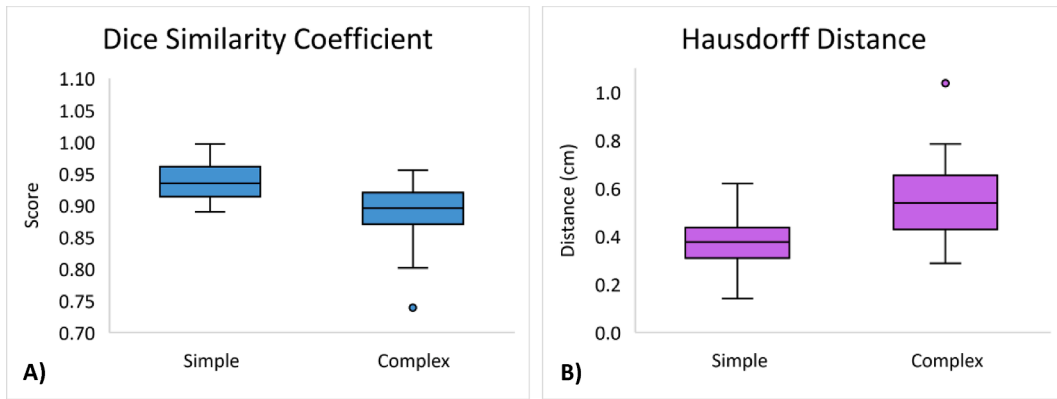 Dice Similarity Coefficient
1.10
1.05
1.00
0.95
0.90
0.85
0.80
0.75
0.70
Score
Simple
Complex
A)
Hausdorff Distance
1.0
0.8
0.6
0.4
0.2
0.0
Distance (cm)
Simple
Complex
B)